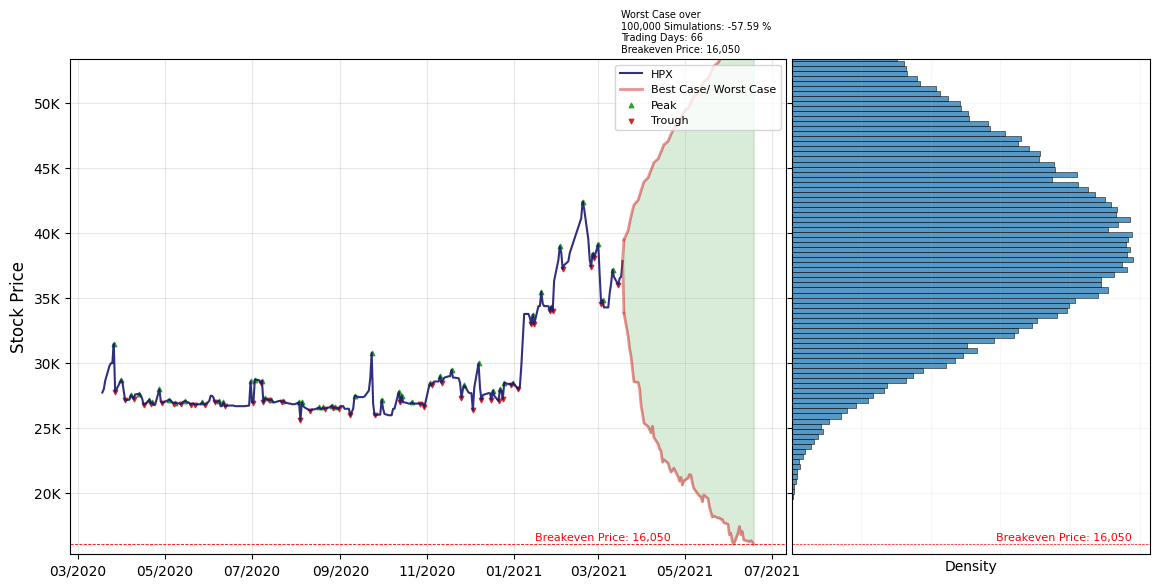 Worst Case over
100,000 Simulations: -57.59 %
Trading Days: 66
Breakeven Price: 16,050
HPX
Best Case/ Worst Case
Peak
Trough
Stock Price
50K
45K
40K
35K
30K
25K
20K
Breakeven Price: 16,050
Breakeven Price: 16,050
03/2020 05/2020 07/2020 09/2020 11/2020 01/2021 03/2021 05/2021 07/2021
Density